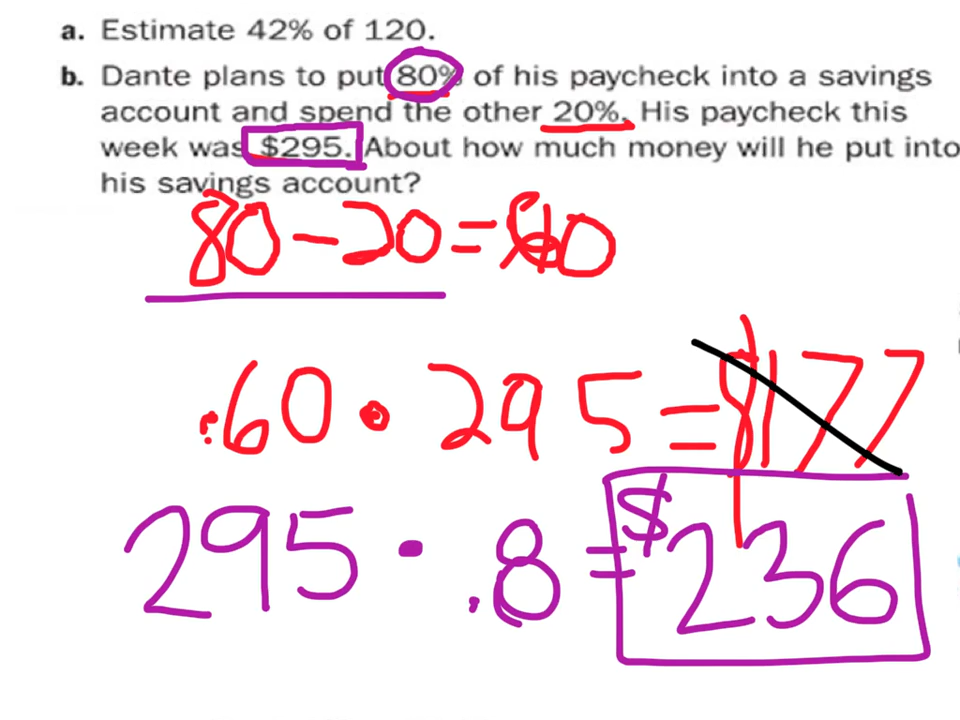 a. Estimate 42% of 120.
b. Dante plans to put 80% of his paycheck into a savings
account and spend the other 20%. His paycheck this
week was $295. About how much money will he put into
his savings account?
80-20=60
.60 • 295 = $177
295 • .8 = $236